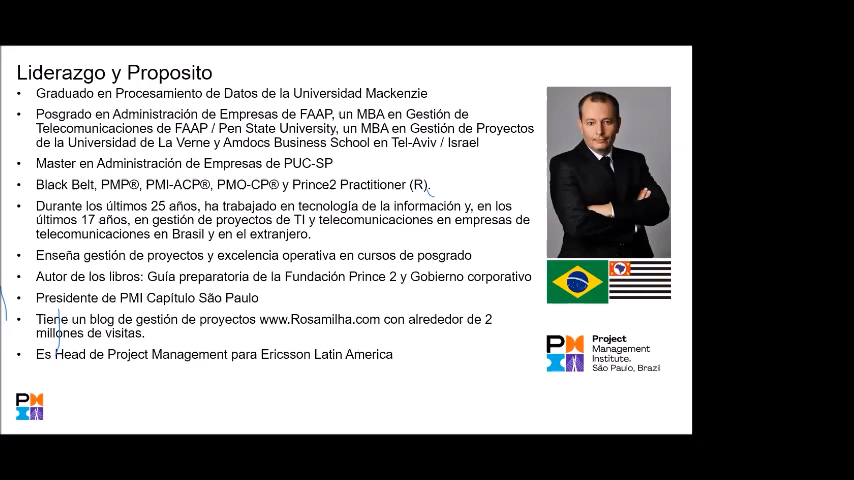 Liderazgo y Proposito
• Graduado en Procesamiento de Datos de la Universidad Mackenzie
• Posgrado en Administración de Empresas de FAAP, un MBA en Gestión de
Telecomunicaciones de FAAP / Pen State University, un MBA en Gestión de Proyectos
de la Universidad de La Verne y Amdocs Business School en Tel-Aviv / Israel
• Master en Administración de Empresas de PUC-SP
• Black Belt, PMP®, PMI-ACP®, PMO-CP® y Prince2 Practitioner (R).
• Durante los últimos 25 años, ha trabajado en tecnología de la información y, en los
últimos 17 años, en gestión de proyectos de TI y telecomunicaciones en empresas de
telecomunicaciones en Brasil y en el extranjero.
• Enseña gestión de proyectos y excelencia operativa en cursos de posgrado
• Autor de los libros: Guía preparatoria de la Fundación Prince 2 y Gobierno corporativo
• Presidente de PMI Capítulo São Paulo
• Tiene un blog de gestión de proyectos www.Rosamilha.com con alrededor de 2
millones de visitas.
• Es Head de Project Management para Ericsson Latin America
Project
Management
Institute.
São Paulo, Brazil